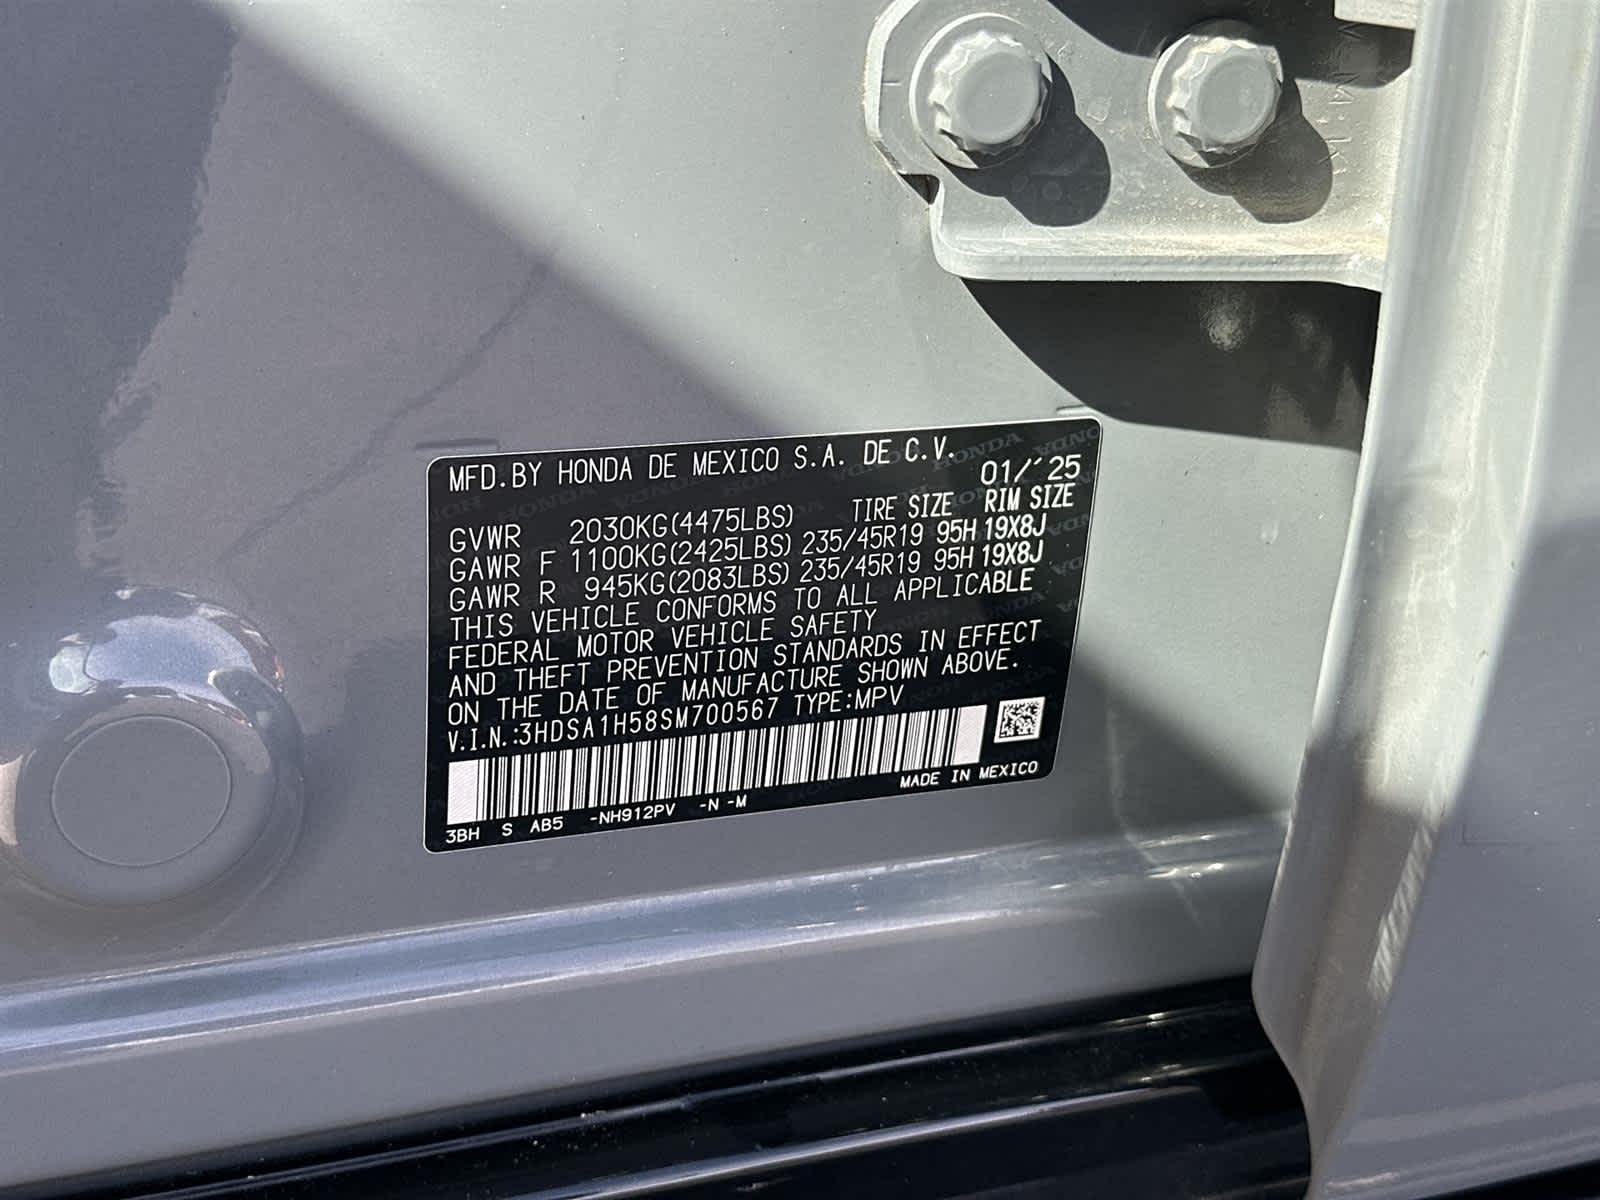 MFD.BY HONDA DE MEXICO S.A. DE C.V.
01/'25
TIRE SIZE RIM SIZE
GVWR 2030KG(4475LBS)
GAWR F 1100KG(2425LBS) 235/45R19 95H 19X8J
GAWR R 945KG(2083LBS) 235/45R19 95H 19X8J
THIS VEHICLE CONFORMS TO ALL APPLICABLE
FEDERAL MOTOR VEHICLE SAFETY
AND THEFT PREVENTION STANDARDS IN EFFECT
ON THE DATE OF MANUFACTURE SHOWN ABOVE.
V.I.N.:3HDSA1H58SM700567 TYPE:MPV
MADE IN MEXICO
3BH S AB5 -NH912PV -N -M